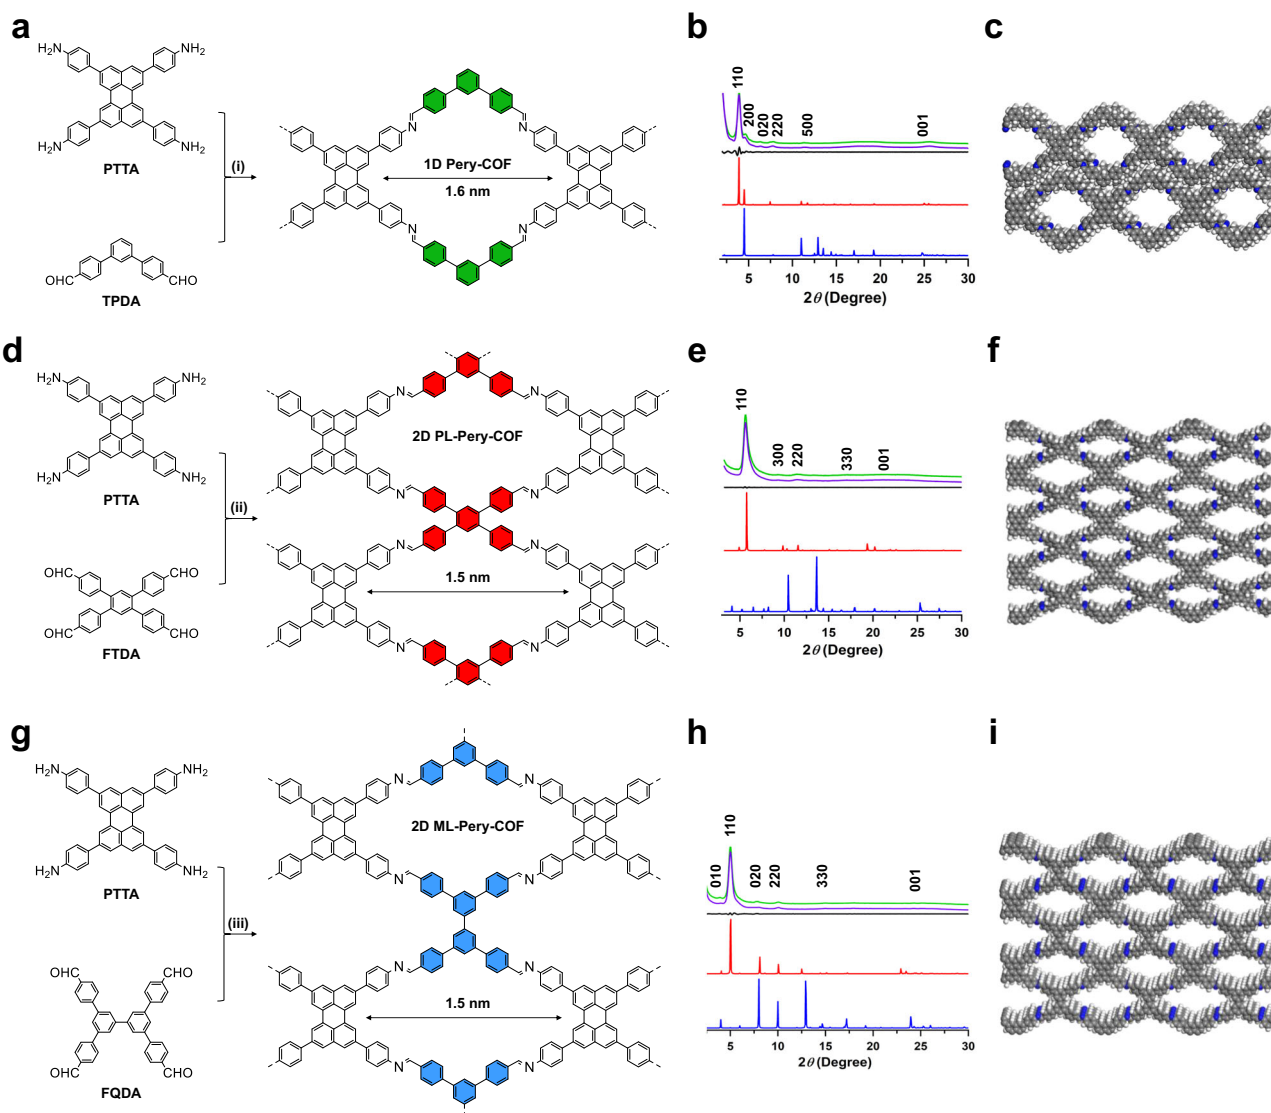 a
H₂N
NH₂
H₂N
NH₂
PTTA
(i)
OHC
CHO
TPDA
N
N
N
N
1D Pery-COF
1.6 nm
b
110
200
020
220
500
001
5
10
15
20
25
30
2θ (Degree)
c
d
H₂N
NH₂
H₂N
NH₂
PTTA
(ii)
OHC
CHO
OHC
CHO
FTDA
N
N
2D PL-Pery-COF
N
N
N
N
1.5 nm
N
N
e
110
300
220
330
001
5
10
15
20
25
30
2θ (Degree)
f
g
H₂N
NH₂
H₂N
NH₂
PTTA
(iii)
OHC
CHO
OHC
CHO
FQDA
N
N
2D ML-Pery-COF
N
N
N
N
1.5 nm
N
N
h
010
110
020
220
330
001
5
10
15
20
25
30
2θ (Degree)
i